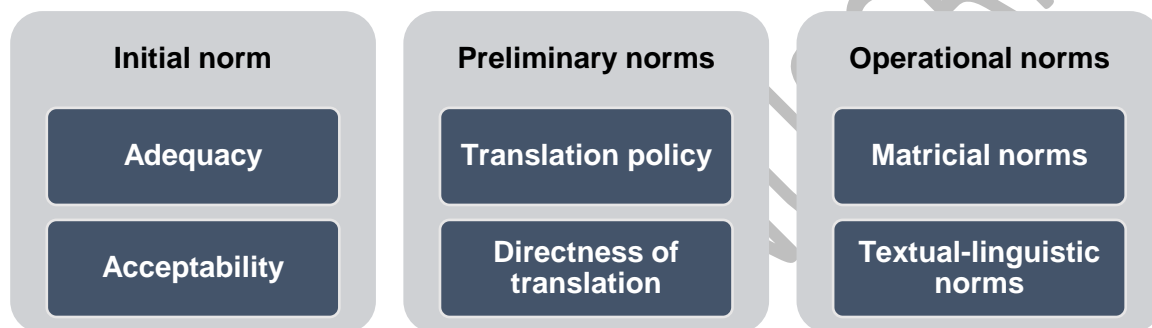 Initial norm
Adequacy
Acceptability
Preliminary norms
Translation policy
Directness of
translation
Operational norms
Matricial norms
Textual-linguistic
norms